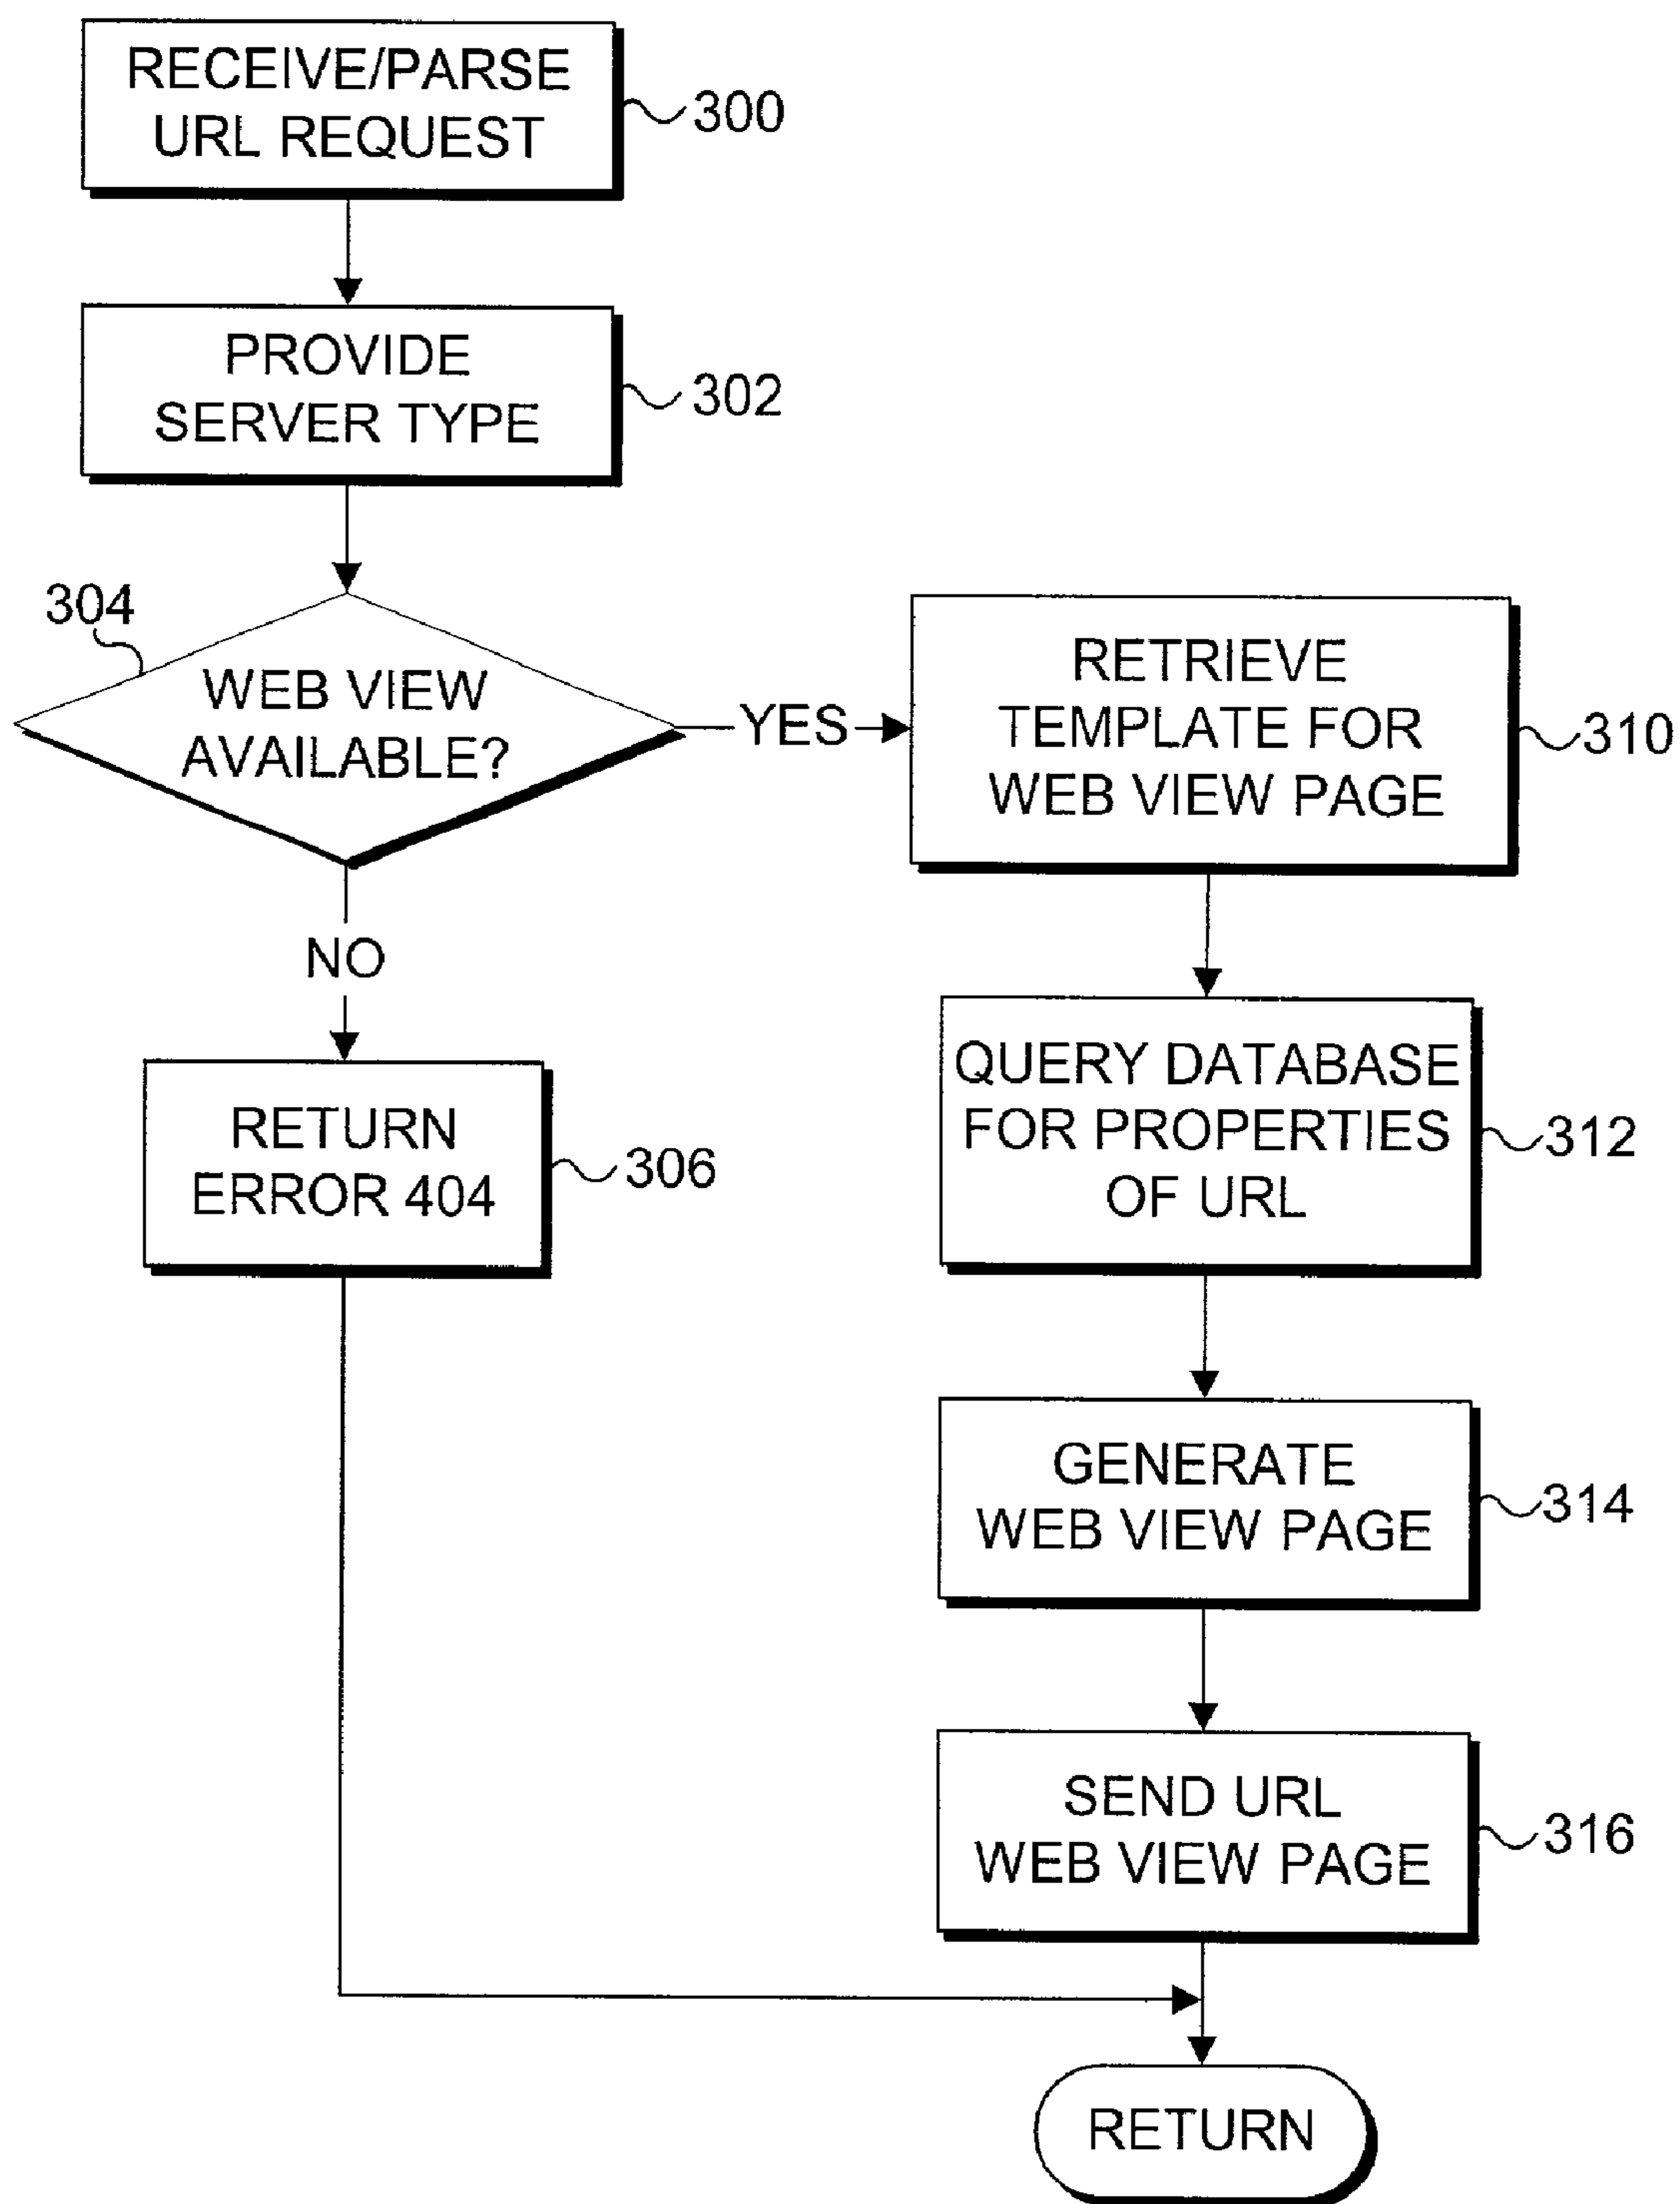 RECEIVE/PARSE
URL REQUEST
300
PROVIDE
SERVER TYPE
302
304
WEB VIEW
AVAILABLE?
YES
RETRIEVE
TEMPLATE FOR
WEB VIEW PAGE
310
NO
RETURN
ERROR 404
306
QUERY DATABASE
FOR PROPERTIES
OF URL
312
GENERATE
WEB VIEW PAGE
314
SEND URL
WEB VIEW PAGE
316
RETURN